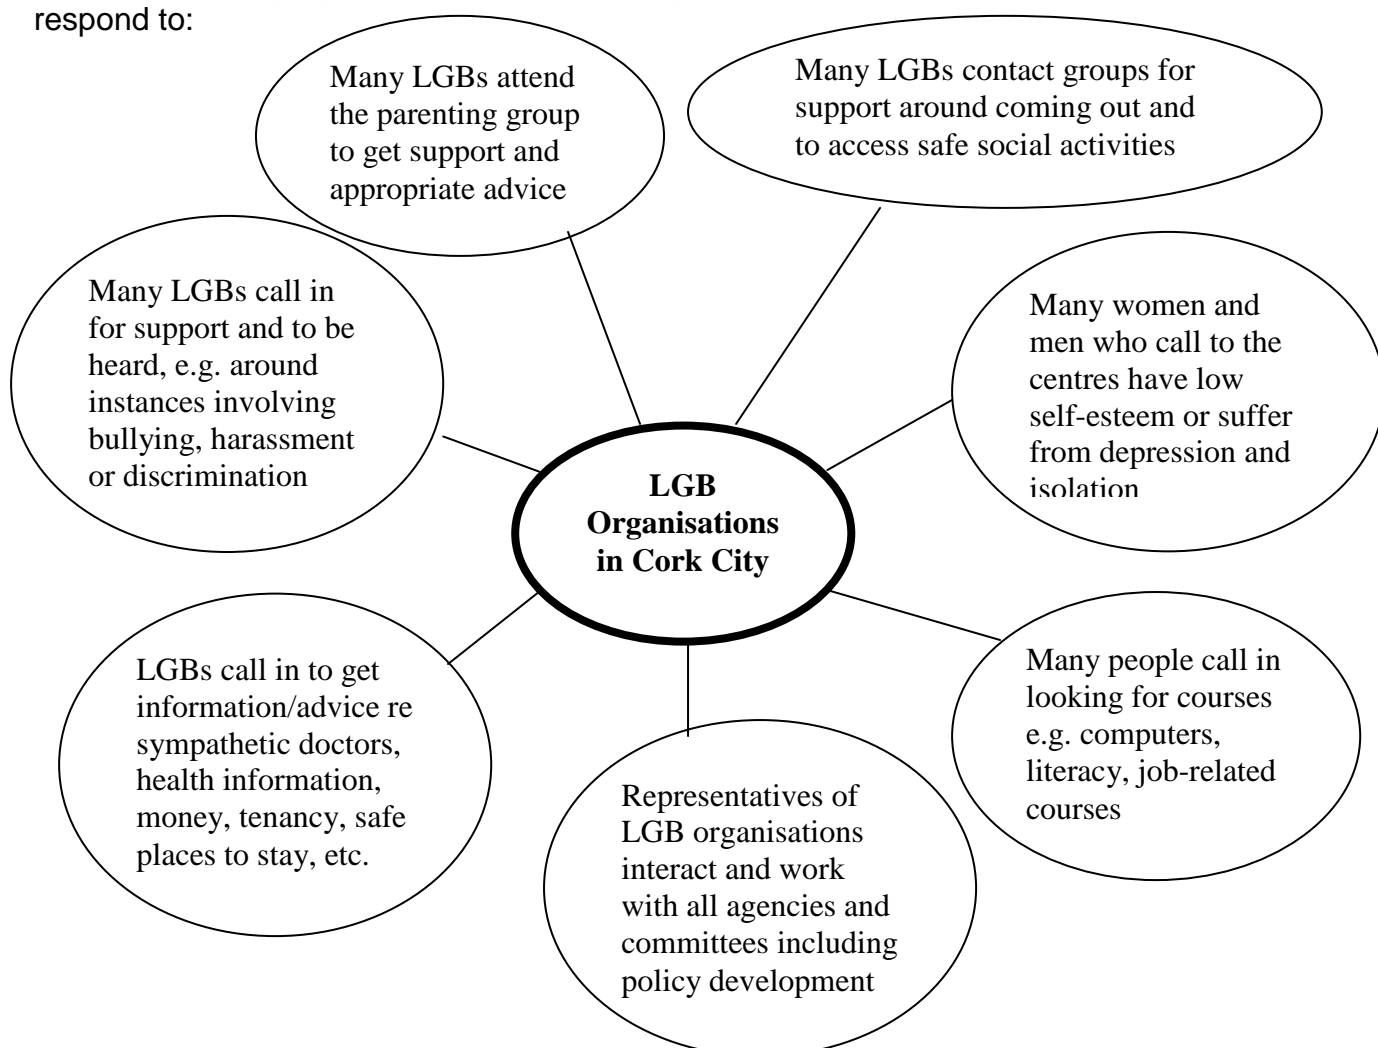 respond to:
Many LGBs attend
the parenting group
to get support and
appropriate advice
Many LGBs contact groups for
support around coming out and
to access safe social activities
Many LGBs call in
for support and to be
heard, e.g. around
instances involving
bullying, harassment
or discrimination
Many women and
men who call to the
centres have low
self-esteem or suffer
from depression and
isolation
LGB
Organisations
in Cork City
LGBs call in to get
information/advice re
sympathetic doctors,
health information,
money, tenancy, safe
places to stay, etc.
Many people call in
looking for courses
e.g. computers,
literacy, job-related
courses
Representatives of
LGB organisations
interact and work
with all agencies and
committees including
policy development